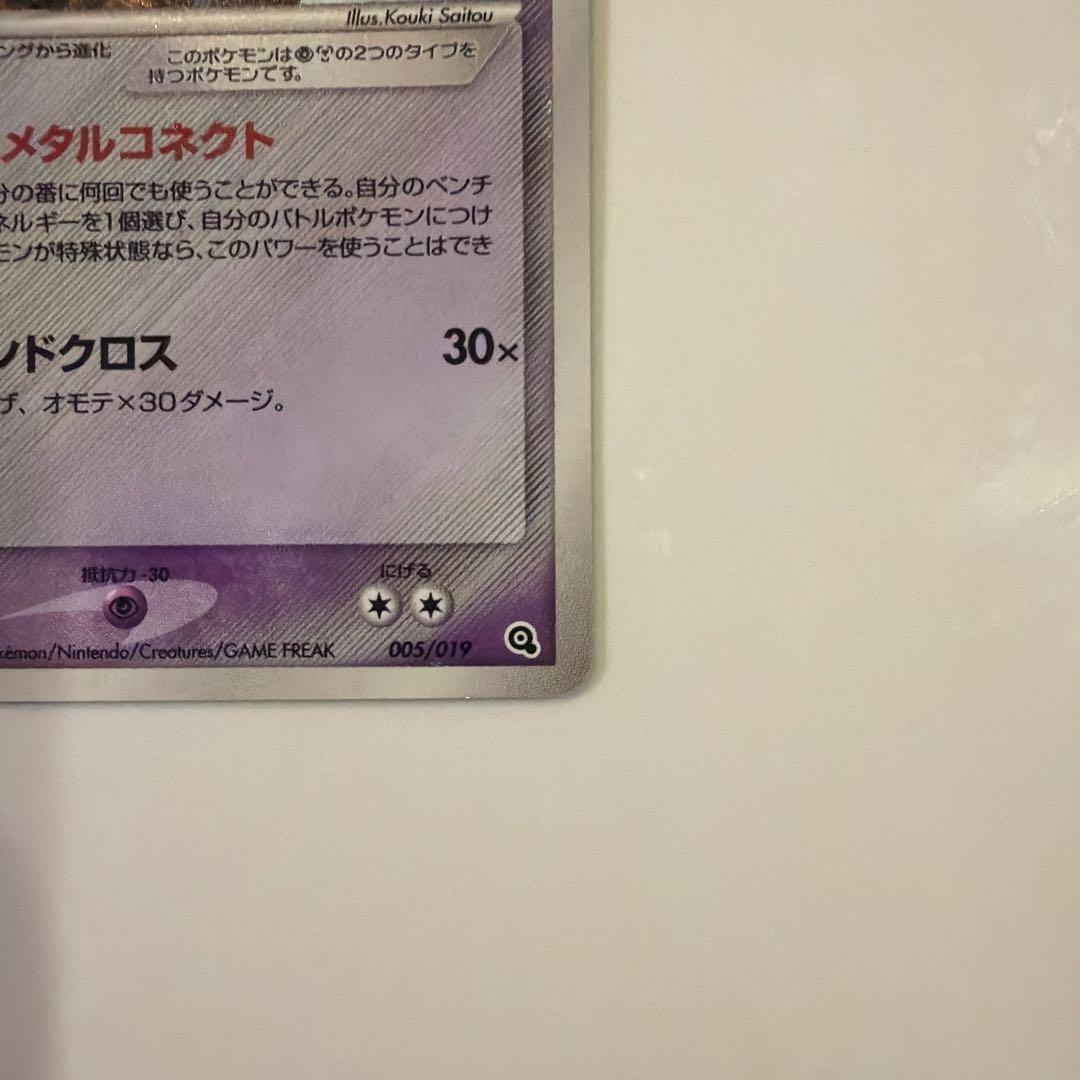 Illus.Kouki Saitou
ングから進化
このポケモンはの2つのタイプを
持つポケモンです。
メタルコネクト
分の番に何回でも使うことができる。自分のベンチ
ネルギーを1個選び、自分のバトルポケモンにつけ
モンが特殊状態なら、このパワーを使うことはでき
ンドクロス 30×
げ、オモテ×30ダメージ。
抵抗力 -30 にげる
kémon/Nintendo/Creatures/GAME FREAK 005/019